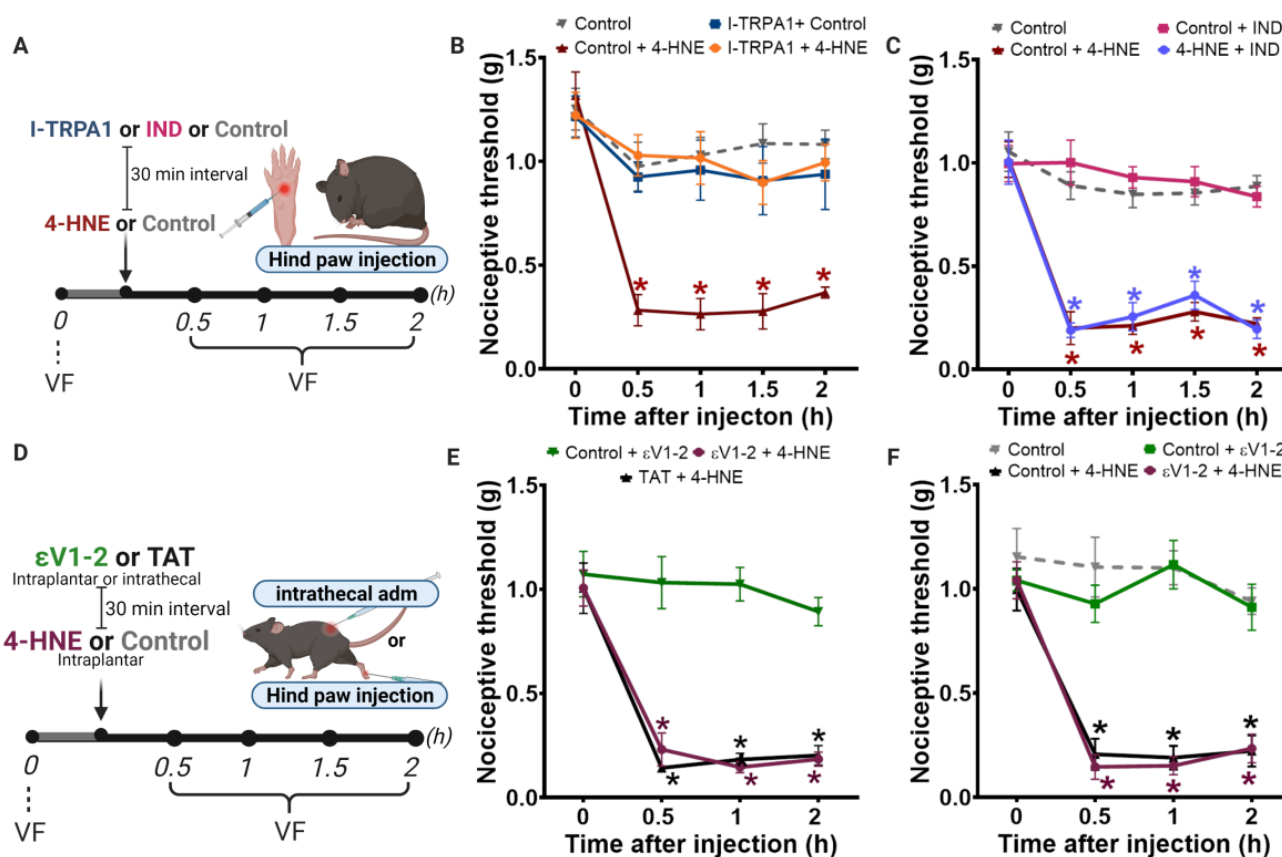 A
I-TRPA1 or IND or Control
30 min interval
4-HNE or Control
Hind paw injection
(h)
0
0.5
1
1.5
2
VF
VF
B
Control
I-TRPA1+ Control
Control + 4-HNE
I-TRPA1 + 4-HNE
Nociceptive threshold (g)
1.5
1.0
0.5
0.0
*
*
*
*
0
0.5
1
1.5
2
Time after injecton (h)
C
Control
Control + IND
Control + 4-HNE
4-HNE + IND
Nociceptive threshold (g)
1.5
1.0
0.5
0.0
*
*
*
*
*
*
*
*
0
0.5
1
1.5
2
Time after injection (h)
D
εV1-2 or TAT
Intraplantar or intrathecal
30 min interval
4-HNE or Control
Intraplantar
intrathecal adm
or
Hind paw injection
(h)
0
0.5
1
1.5
2
VF
VF
E
Control + εV1-2
εV1-2 + 4-HNE
TAT + 4-HNE
Nociceptive threshold (g)
1.5
1.0
0.5
0.0
*
*
*
*
*
*
0
0.5
1
2
Time after injection (h)
F
Control
Control + εV1-2
Control + 4-HNE
εV1-2 + 4-HNE
Nociceptive threshold (g)
1.5
1.0
0.5
0.0
*
*
*
*
*
*
0
0.5
1
2
Time after injection (h)